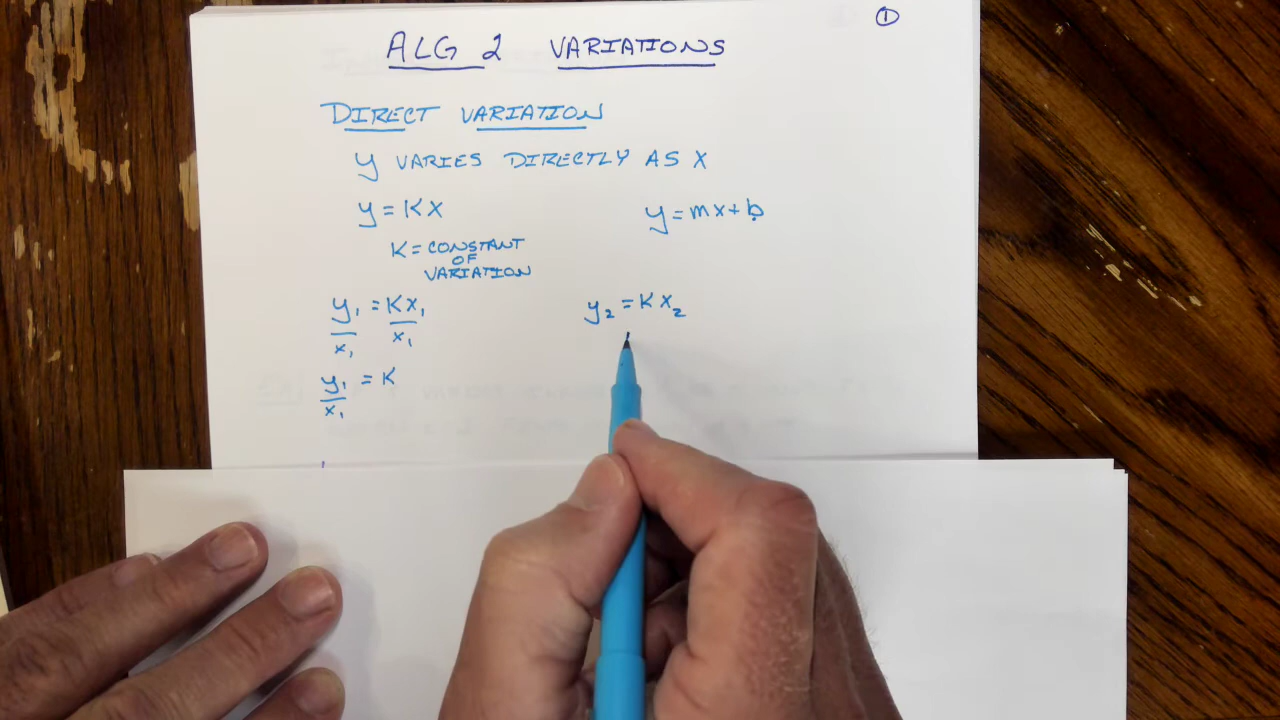 ①
ALG 2 VARIATIONS
DIRECT VARIATION
y VARIES DIRECTLY AS X
y = KX
y = mx + b
K = CONSTANT
OF
VARIATION
y₁ = Kx₁
x₁ x₁
y₂ = Kx₂
y₁ = K
x₁